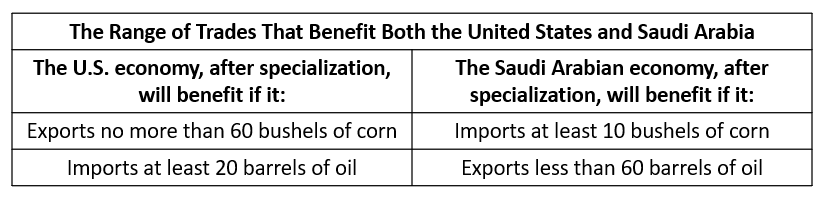 The Range of Trades That Benefit Both the United States and Saudi Arabia
The U.S. economy, after specialization,
will benefit if it:
The Saudi Arabian economy, after
specialization, will benefit if it:
Exports no more than 60 bushels of corn
Imports at least 10 bushels of corn
Imports at least 20 barrels of oil
Exports less than 60 barrels of oil